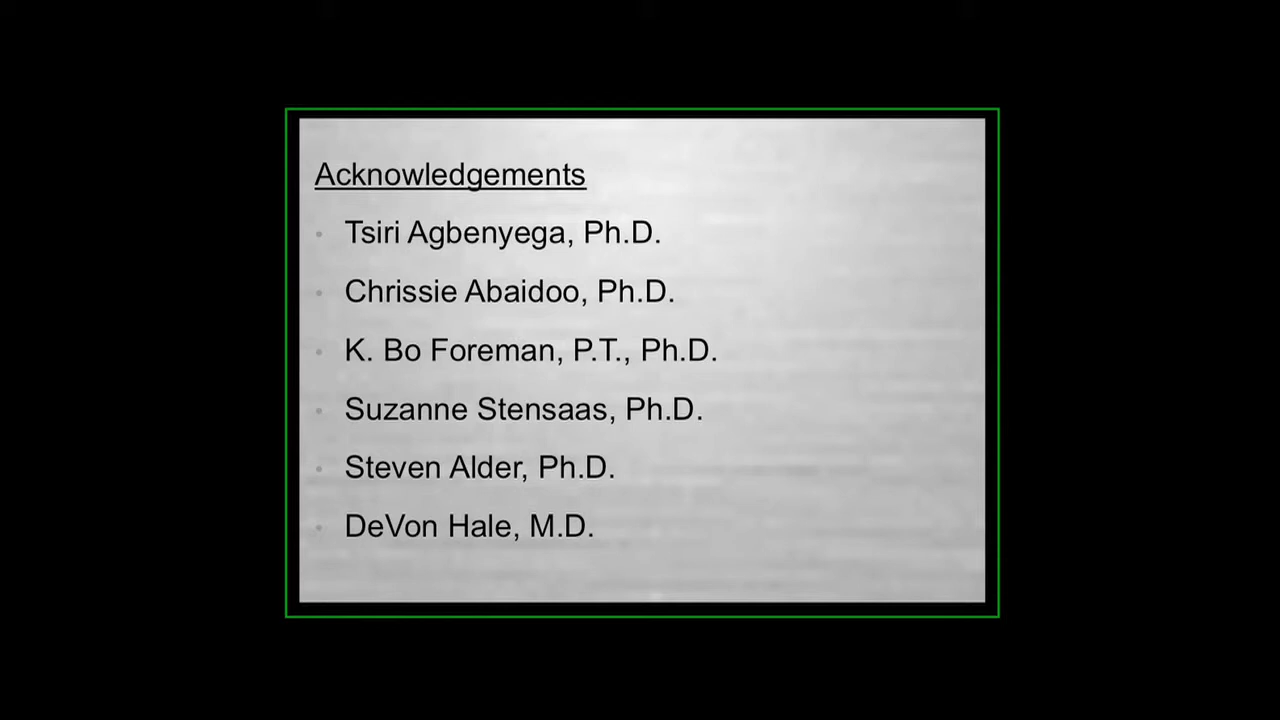 Acknowledgements
• Tsiri Agbenyega, Ph.D.
• Chrissie Abaidoo, Ph.D.
• K. Bo Foreman, P.T., Ph.D.
• Suzanne Stensaas, Ph.D.
• Steven Alder, Ph.D.
• DeVon Hale, M.D.